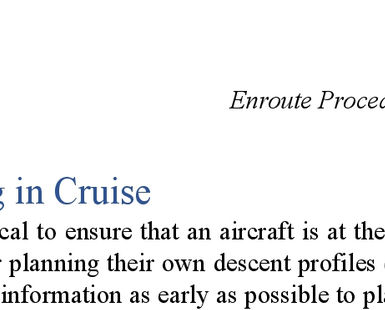 Enroute Proced
g in Cruise
cal to ensure that an aircraft is at the
r planning their own descent profiles
information as early as possible to pla